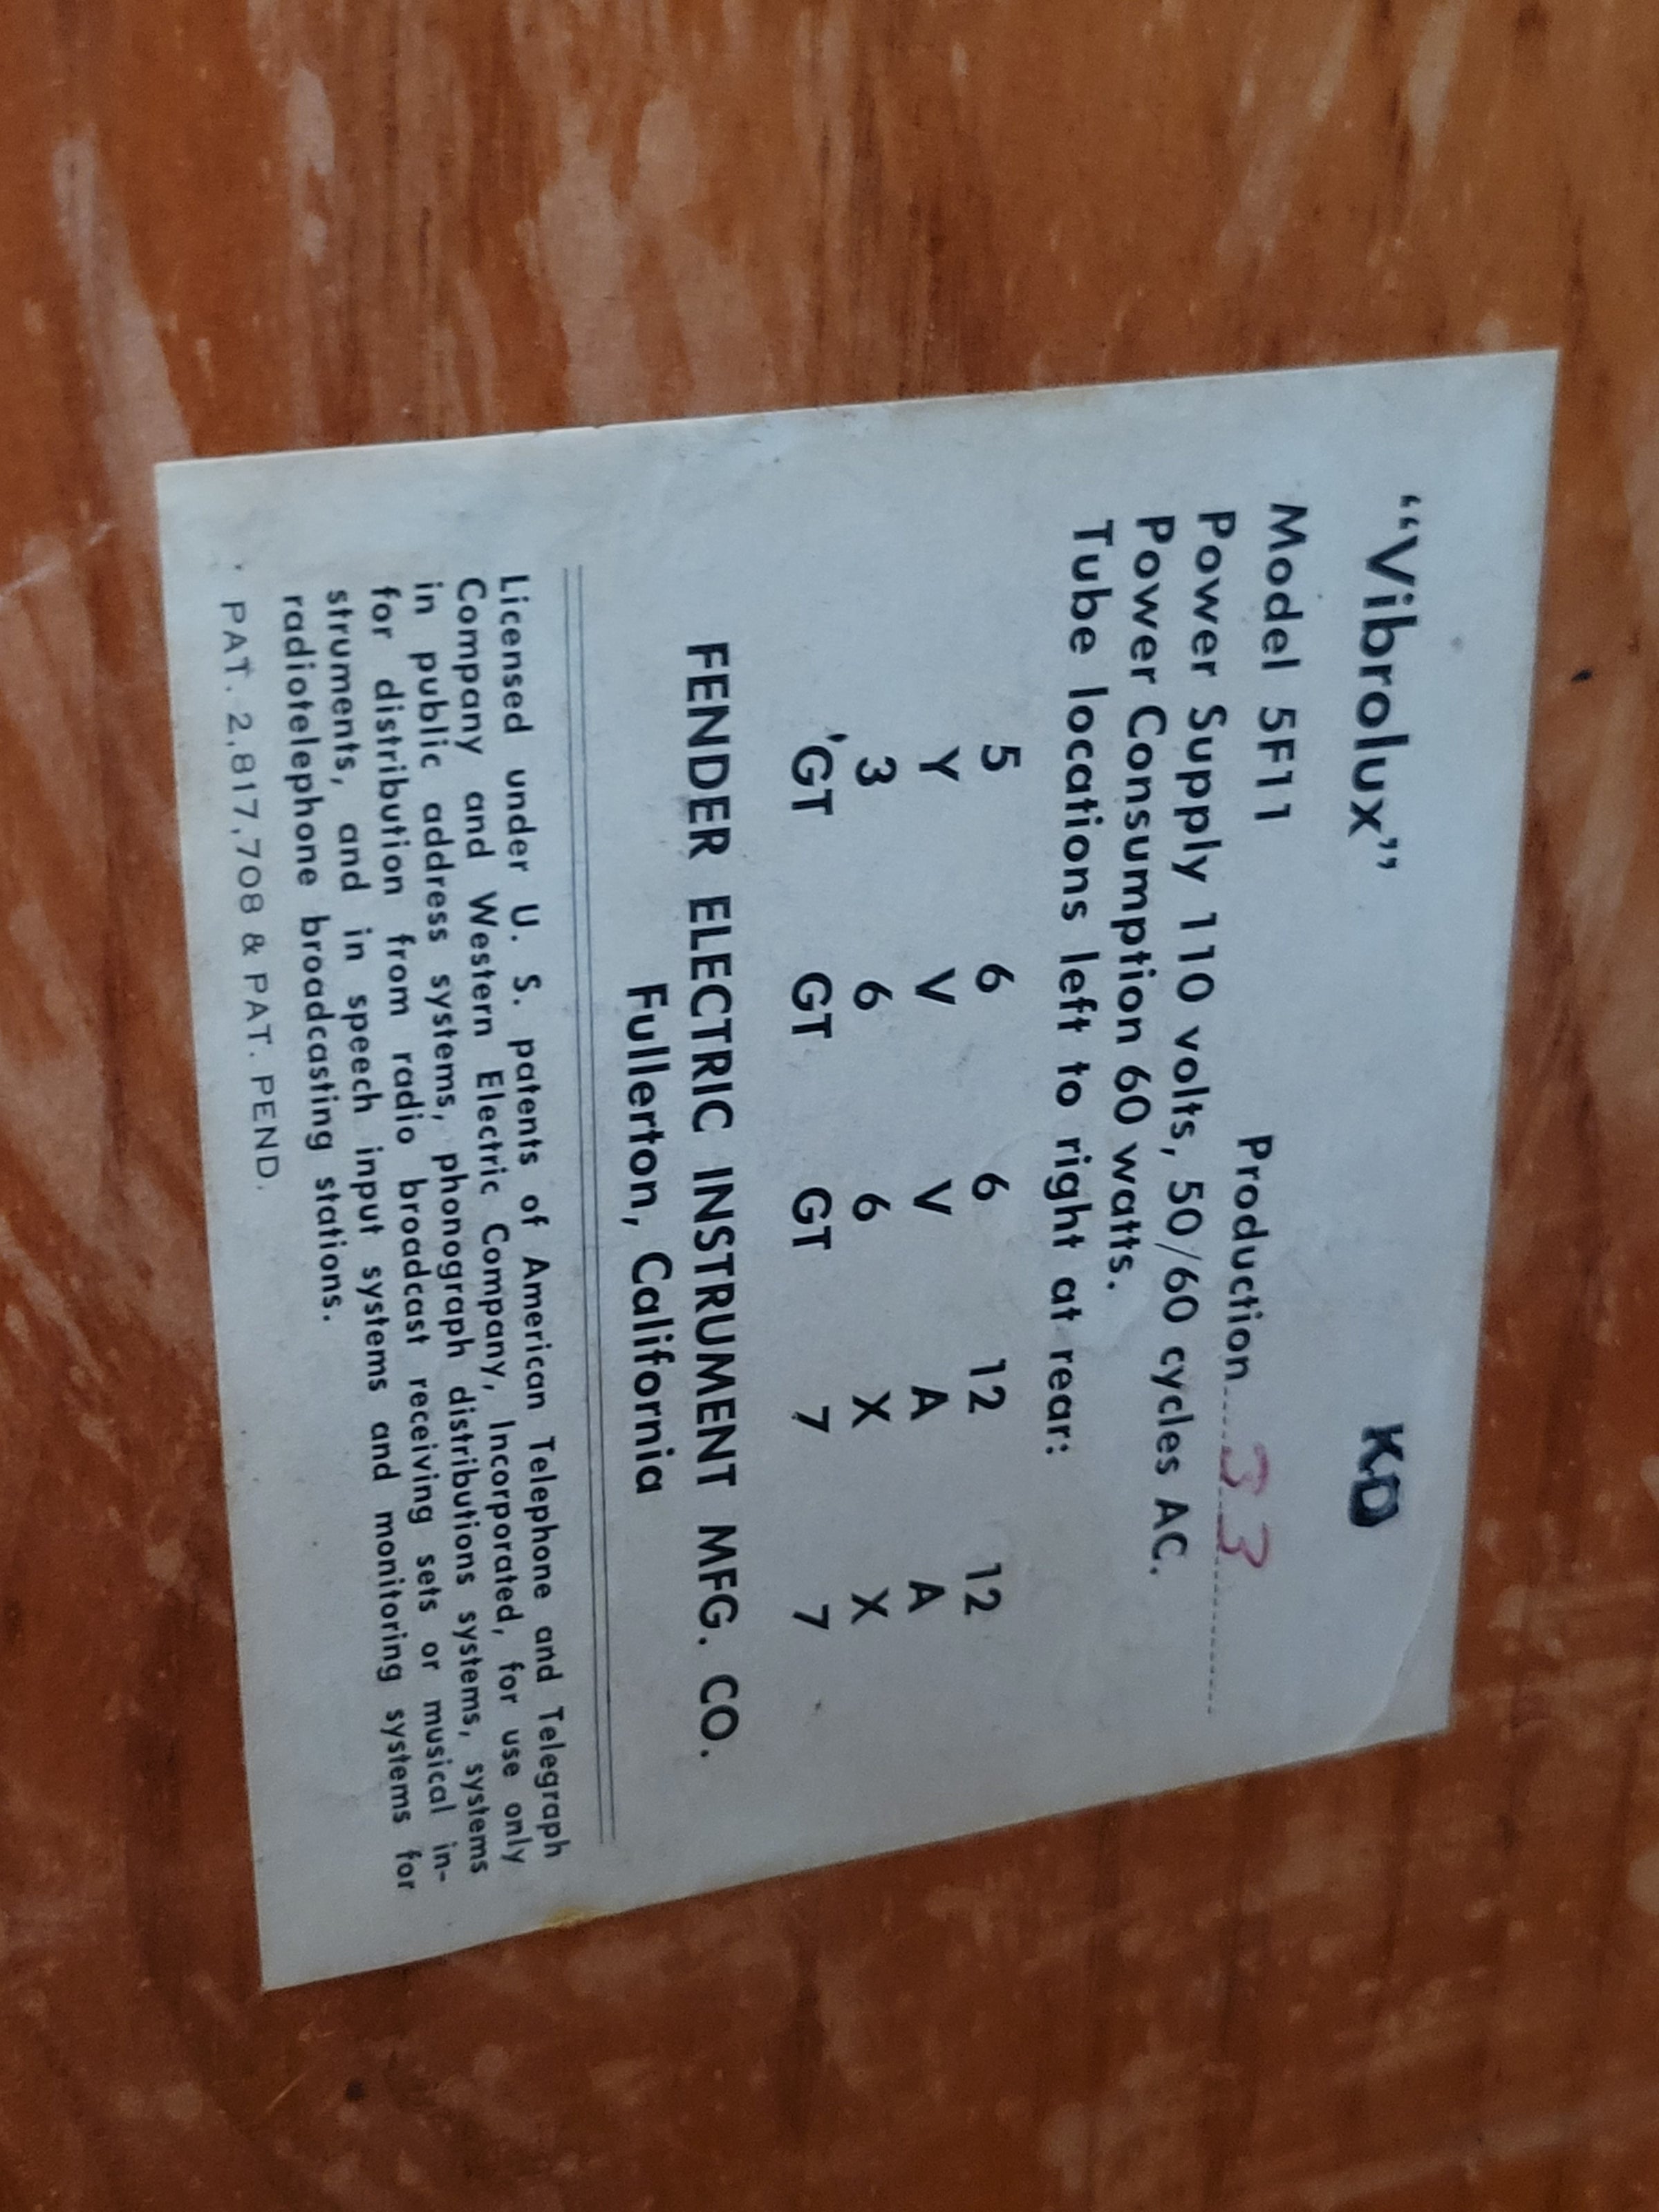 “Vibrolux” KD
Model 5F11 Production 33
Power Supply 110 volts, 50/60 cycles AC.
Power Consumption 60 watts.
Tube locations left to right at rear:
5 6 6 12 12
Y V V A A
3 6 6 X X
'GT GT GT 7 7
FENDER ELECTRIC INSTRUMENT MFG. CO.
Fullerton, California
Licensed under U. S. patents of American Telephone and Telegraph
Company and Western Electric Company, Incorporated, for use only
in public address systems, phonograph distributions systems, systems
for distribution from radio broadcast receiving sets or musical in-
struments, and in speech input systems and monitoring systems for
radiotelephone broadcasting stations.
PAT. 2,817,708 & PAT. PEND.